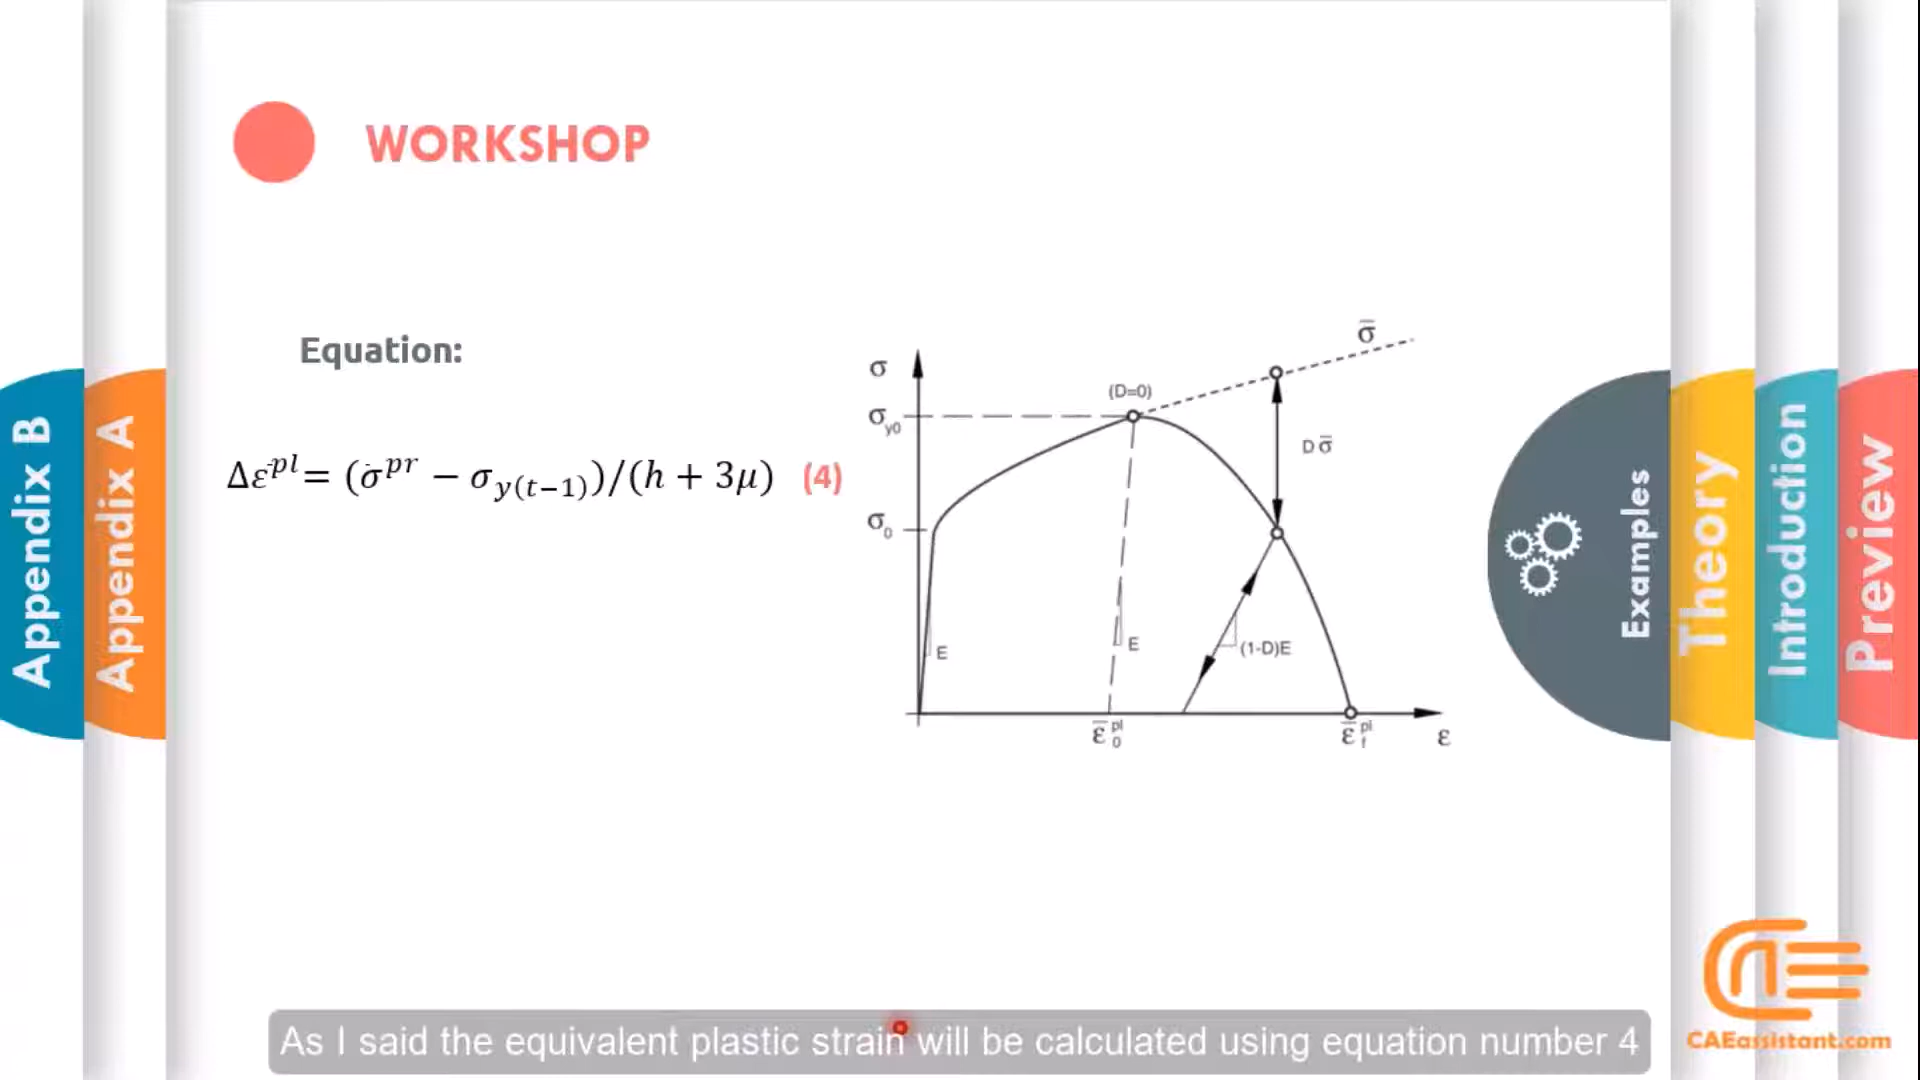 WORKSHOP
Equation:
Δε^pl = (σ^pr − σ_y(t−1))/(h + 3μ) (4)
σ
σ_y0
σ_0
(D=0)
σ̄
D σ̄
E
E
(1-D)E
ε̄_0^pl
ε̄_f^pl
ε
Appendix B
Appendix A
Examples
Theory
Introduction
Preview
As I said the equivalent plastic strain will be calculated using equation number 4
CAEassistant.com